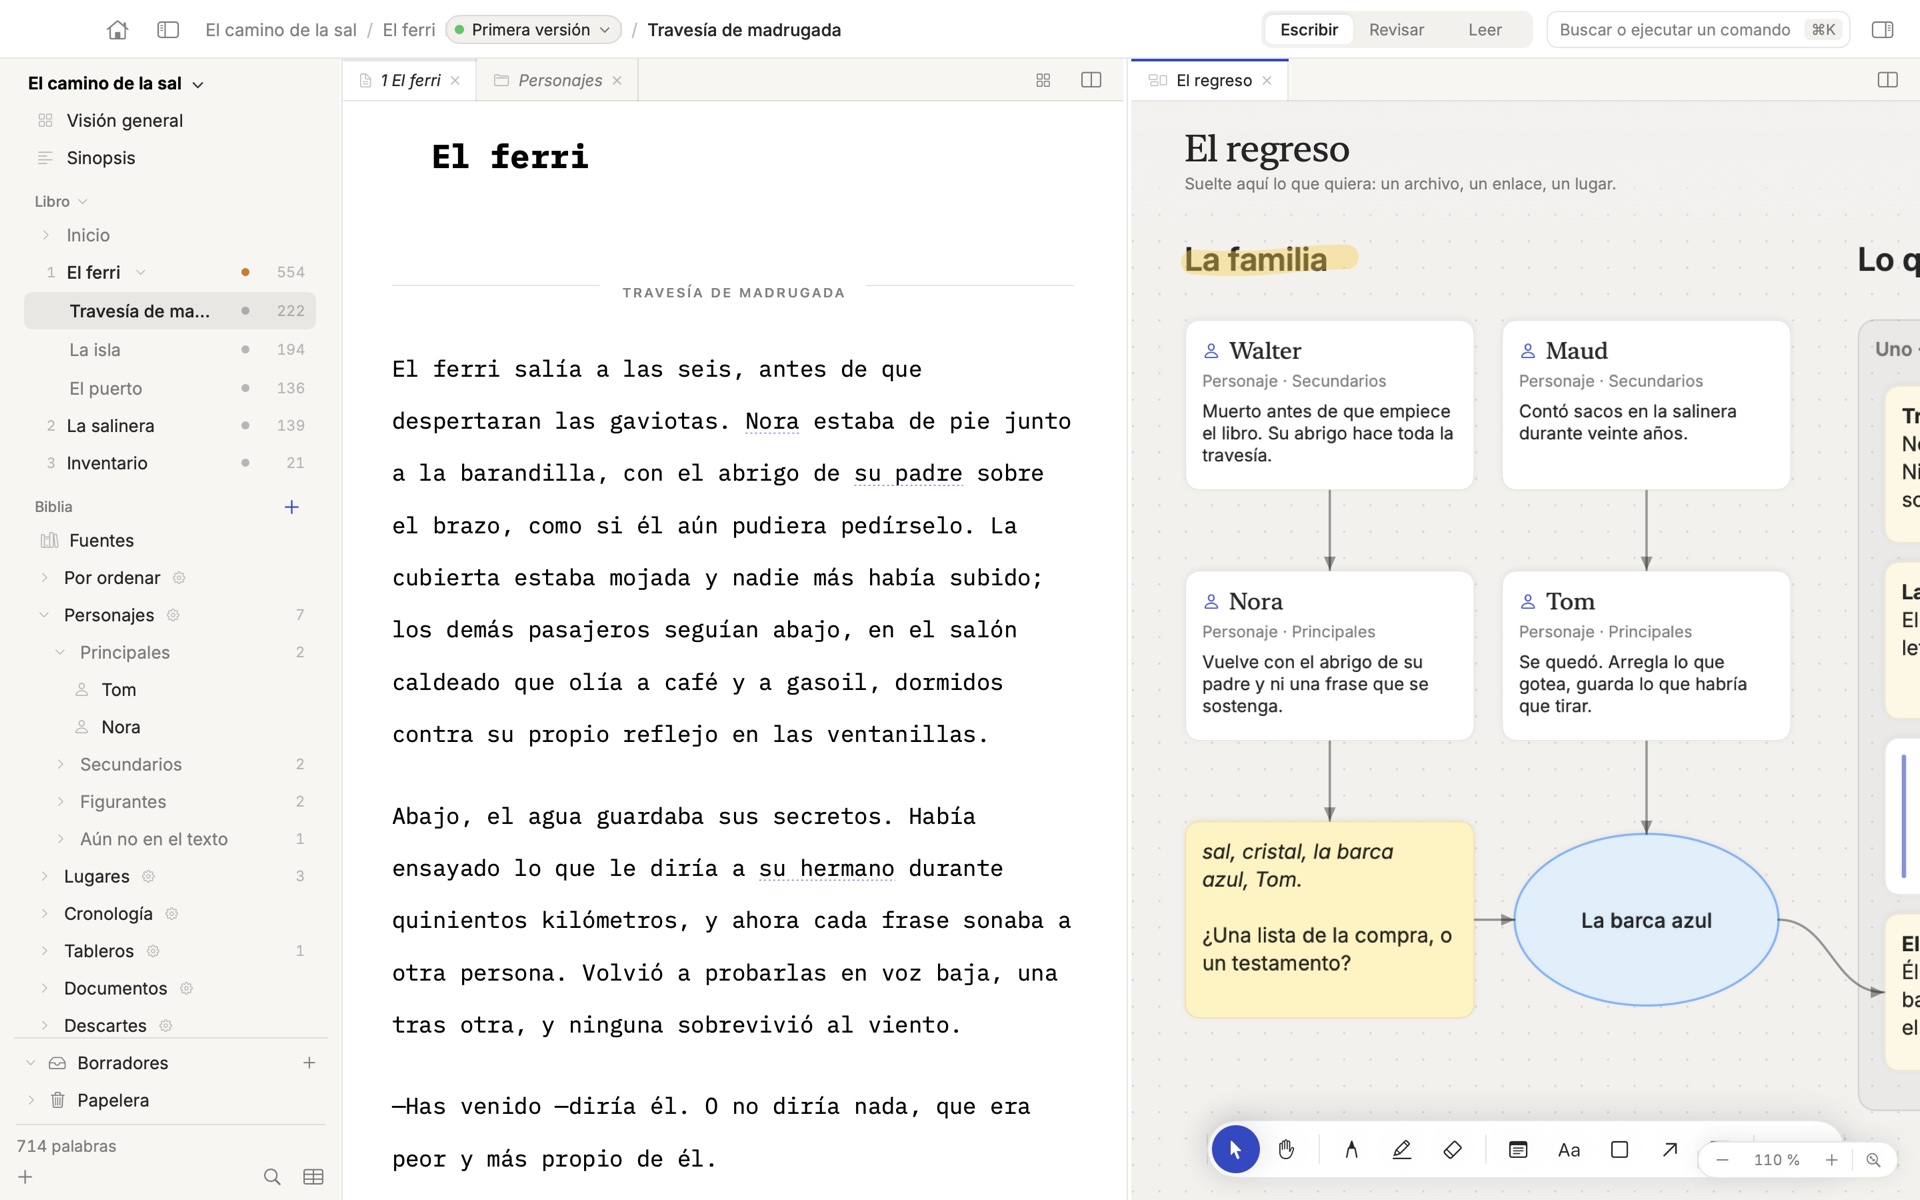 El camino de la sal / El ferri Primera versión / Travesía de madrugada
Escribir Revisar Leer
Buscar o ejecutar un comando ⌘K
El camino de la sal
Visión general
Sinopsis
Libro
Inicio
1 El ferri 554
Travesía de ma... 222
La isla 194
El puerto 136
2 La salinera 139
3 Inventario 21
Biblia
Fuentes
Por ordenar
Personajes 7
Principales 2
Tom
Nora
Secundarios 2
Figurantes 2
Aún no en el texto 1
Lugares 3
Cronología
Tableros 1
Documentos
Descartes
Borradores
Papelera
714 palabras
1 El ferri
Personajes
El ferri
TRAVESÍA DE MADRUGADA
El ferri salía a las seis, antes de que
despertaran las gaviotas. Nora estaba de pie junto
a la barandilla, con el abrigo de su padre sobre
el brazo, como si él aún pudiera pedírselo. La
cubierta estaba mojada y nadie más había subido;
los demás pasajeros seguían abajo, en el salón
caldeado que olía a café y a gasoil, dormidos
contra su propio reflejo en las ventanillas.
Abajo, el agua guardaba sus secretos. Había
ensayado lo que le diría a su hermano durante
quinientos kilómetros, y ahora cada frase sonaba a
otra persona. Volvió a probarlas en voz baja, una
tras otra, y ninguna sobrevivió al viento.
—Has venido —diría él. O no diría nada, que era
peor y más propio de él.
El regreso
El regreso
Suelte aquí lo que quiera: un archivo, un enlace, un lugar.
La familia
Walter
Personaje · Secundarios
Muerto antes de que empiece
el libro. Su abrigo hace toda la
travesía.
Maud
Personaje · Secundarios
Contó sacos en la salinera
durante veinte años.
Nora
Personaje · Principales
Vuelve con el abrigo de su
padre y ni una frase que se
sostenga.
Tom
Personaje · Principales
Se quedó. Arregla lo que
gotea, guarda lo que habría
que tirar.
sal, cristal, la barca
azul, Tom.
¿Una lista de la compra, o
un testamento?
La barca azul
Lo q
Uno ·
Tr
No
Ni
so
La
El
le
El
Él
ba
el
Aa
110 %